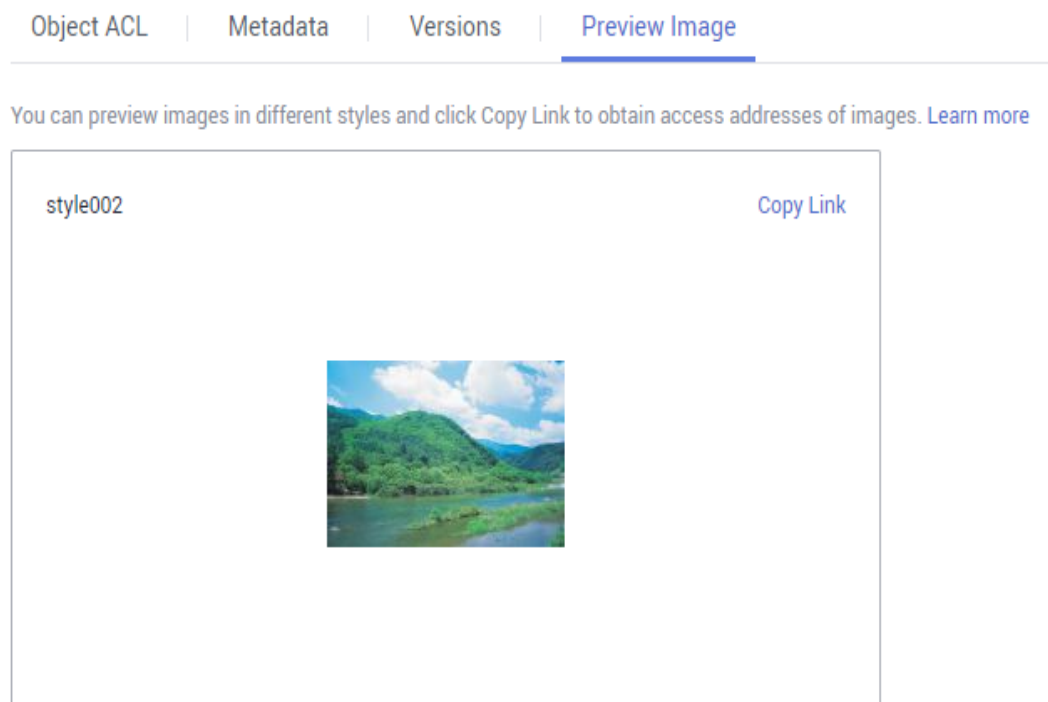 Object ACL Metadata Versions Preview Image
You can preview images in different styles and click Copy Link to obtain access addresses of images. Learn more
style002 Copy Link